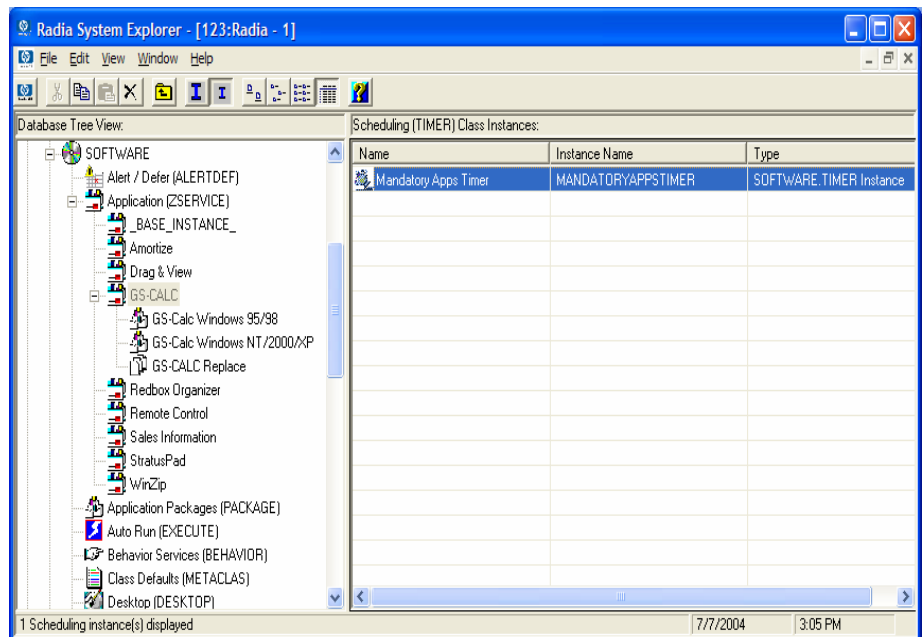 Radia System Explorer - [123:Radia - 1]
File Edit View Window Help
Database Tree View:
Scheduling (TIMER) Class Instances:
SOFTWARE
Alert / Defer (ALERTDEF)
Application (ZSERVICE)
_BASE_INSTANCE_
Amortize
Drag & View
GS-CALC
GS-Calc Windows 95/98
GS-Calc Windows NT/2000/XP
GS-CALC Replace
Redbox Organizer
Remote Control
Sales Information
StratusPad
WinZip
Application Packages (PACKAGE)
Auto Run (EXECUTE)
Behavior Services (BEHAVIOR)
Class Defaults (METACLAS)
Desktop (DESKTOP)
Name Instance Name Type
Mandatory Apps Timer MANDATORYAPPSTIMER SOFTWARE.TIMER Instance
1 Scheduling instance(s) displayed 7/7/2004 3:05 PM